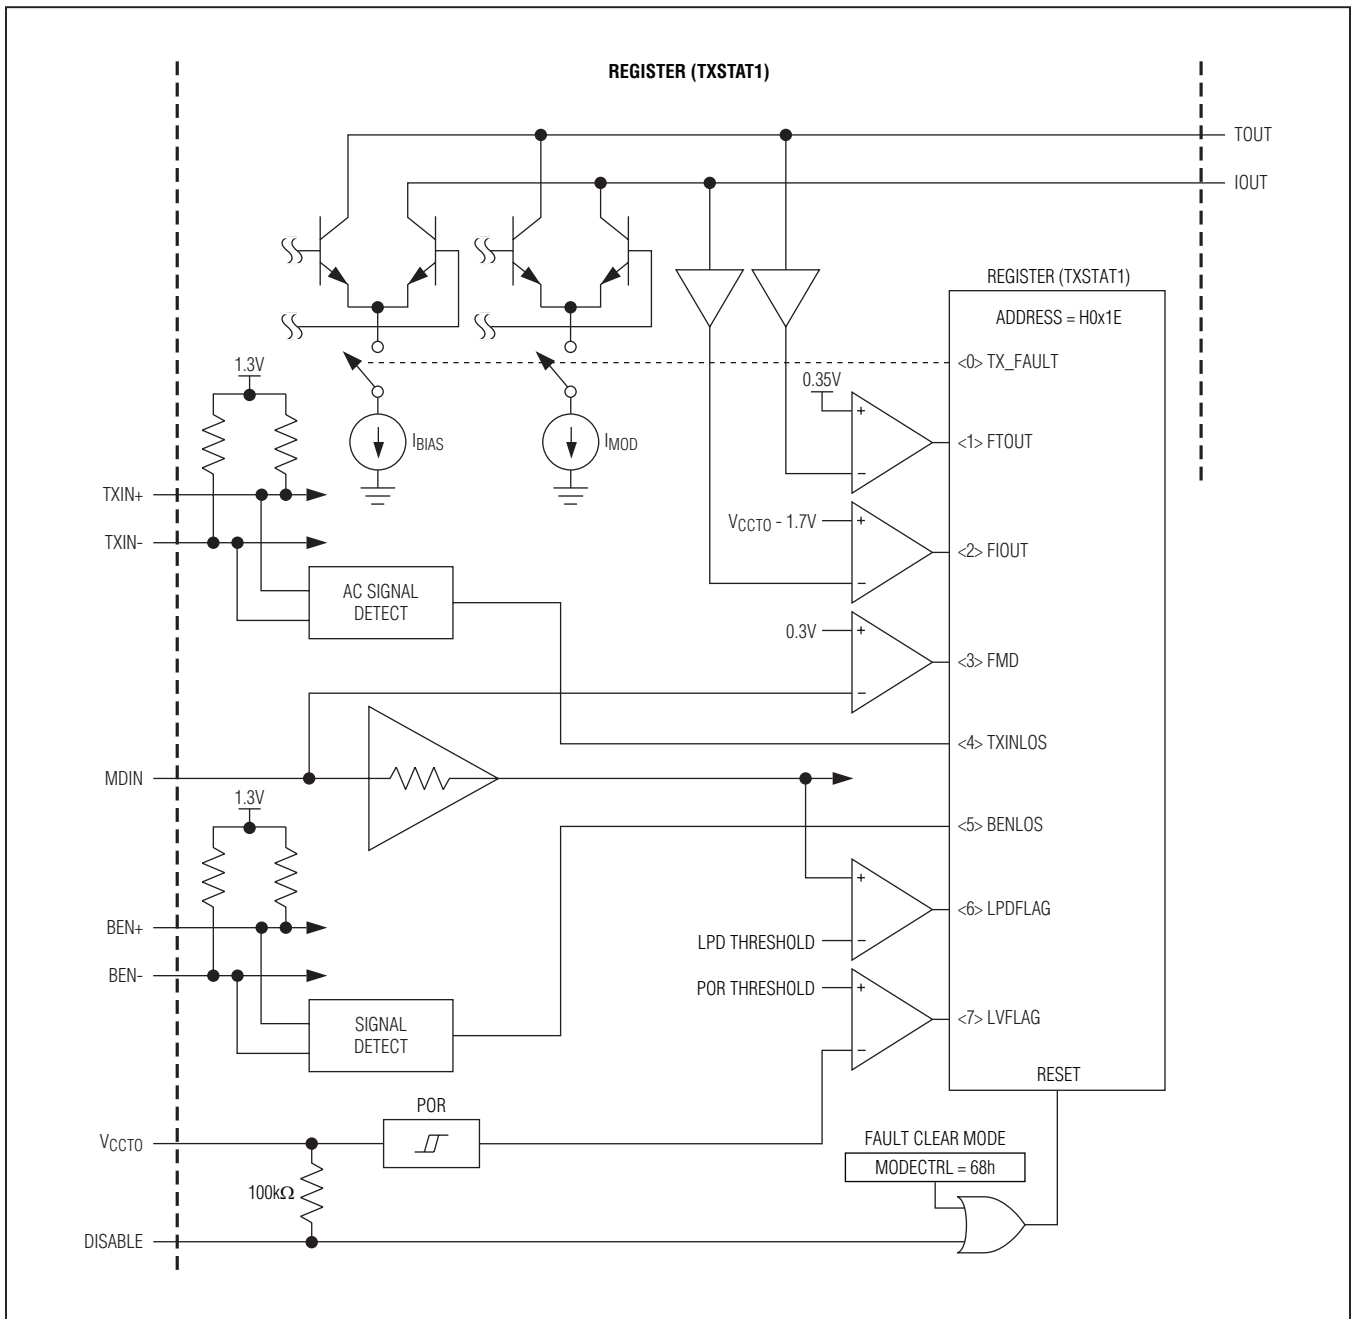 REGISTER (TXSTAT1)
TOUT
IOUT
REGISTER (TXSTAT1)
ADDRESS = H0x1E
<0> TX_FAULT
1.3V
0.35V
+
<1> FTOUT
IBIAS
IMOD
−
TXIN+
VCCTO - 1.7V
+
TXIN-
<2> FIOUT
−
AC SIGNAL
DETECT
0.3V
+
<3> FMD
−
<4> TXINLOS
MDIN
1.3V
<5> BENLOS
+
<6> LPDFLAG
BEN+
LPD THRESHOLD
−
BEN-
POR THRESHOLD
+
<7> LVFLAG
SIGNAL
DETECT
−
RESET
POR
VCCTO
FAULT CLEAR MODE
MODECTRL = 68h
100kΩ
DISABLE